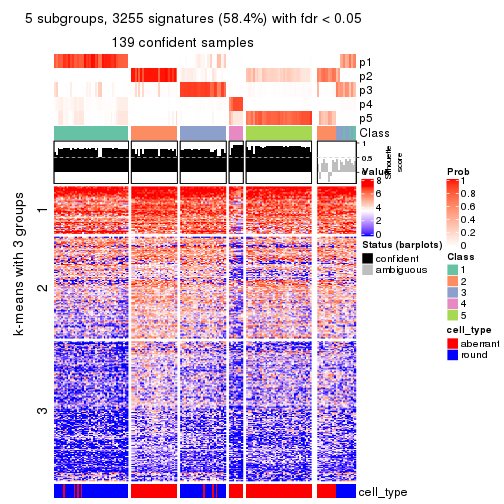 5 subgroups, 3255 signatures (58.4%) with fdr < 0.05
139 confident samples
p1
p2
p3
p4
p5
Class
1
0.5
0
Silhouette
score
k-means with 3 groups
1
2
3
cell_type
Value
8
6
4
2
0
Status (barplots)
confident
ambiguous
Prob
1
0.8
0.6
0.4
0.2
0
Class
1
2
3
4
5
cell_type
aberrant
round